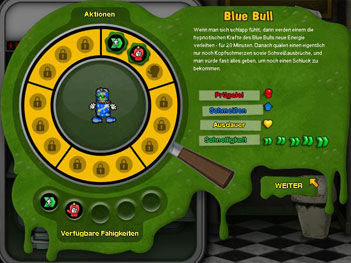 Aktionen
Blue Bull
Wenn man sich schlapp fühlt, dann werden einem die
hypnotischen Kräfte des Blue Bulls neue Energie
verleihen - für 20 Minuten. Danach quälen einen eigentlich
nur noch Kopfschmerzen sowie Schweißausbrüche, und
man würde fast alles geben, um noch einen Schluck zu
bekommen.
Prügelei
Schmeißen
Ausdauer
Schnelligkeit
WEITER
Verfügbare Fähigkeiten